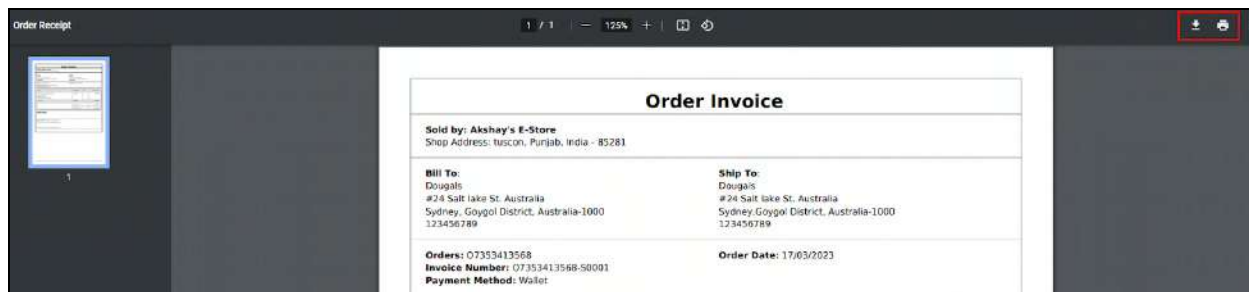 Order Receipt
1 / 1
125%
1
Order Invoice
Sold by: Akshay's E-Store
Shop Address: tuscon, Punjab, India - 85281
Bill To:
Dougals
#24 Salt lake St. Australia
Sydney, Goygol District, Australia-1000
123456789
Ship To:
Dougals
#24 Salt lake St. Australia
Sydney,Goygol District, Australia-1000
123456789
Orders: O7353413568
Invoice Number: O7353413568-S0001
Payment Method: Wallet
Order Date: 17/03/2023